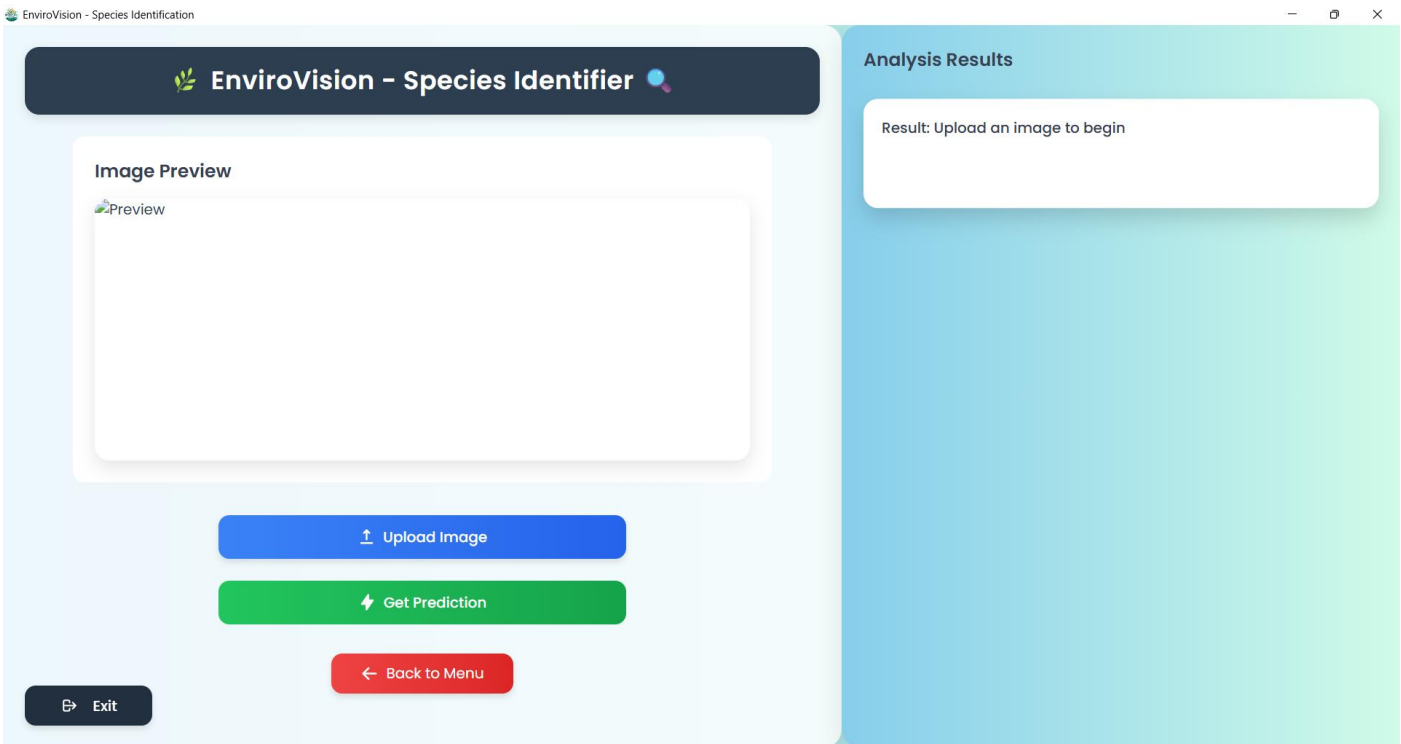 EnviroVision - Species Identification
EnviroVision - Species Identifier
Image Preview
Preview
Upload Image
Get Prediction
Back to Menu
Exit
Analysis Results
Result: Upload an image to begin